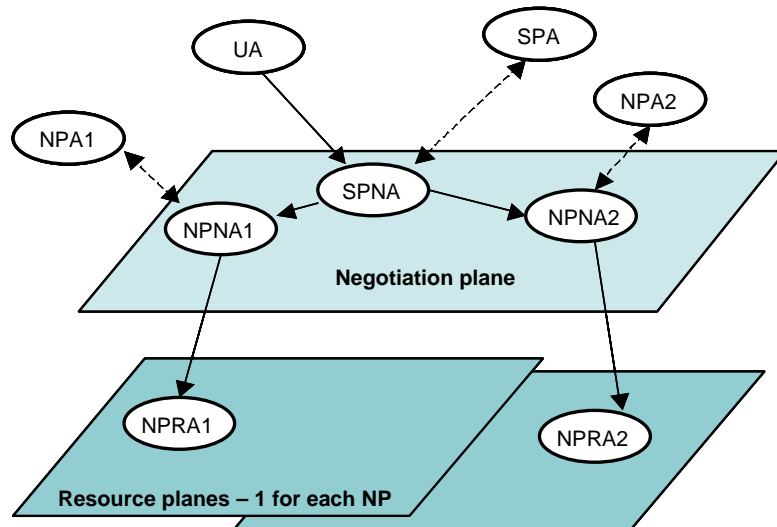 SPA
UA
NPA2
NPA1
SPNA
NPNA1
NPNA2
Negotiation plane
NPRA1
NPRA2
Resource planes – 1 for each NP